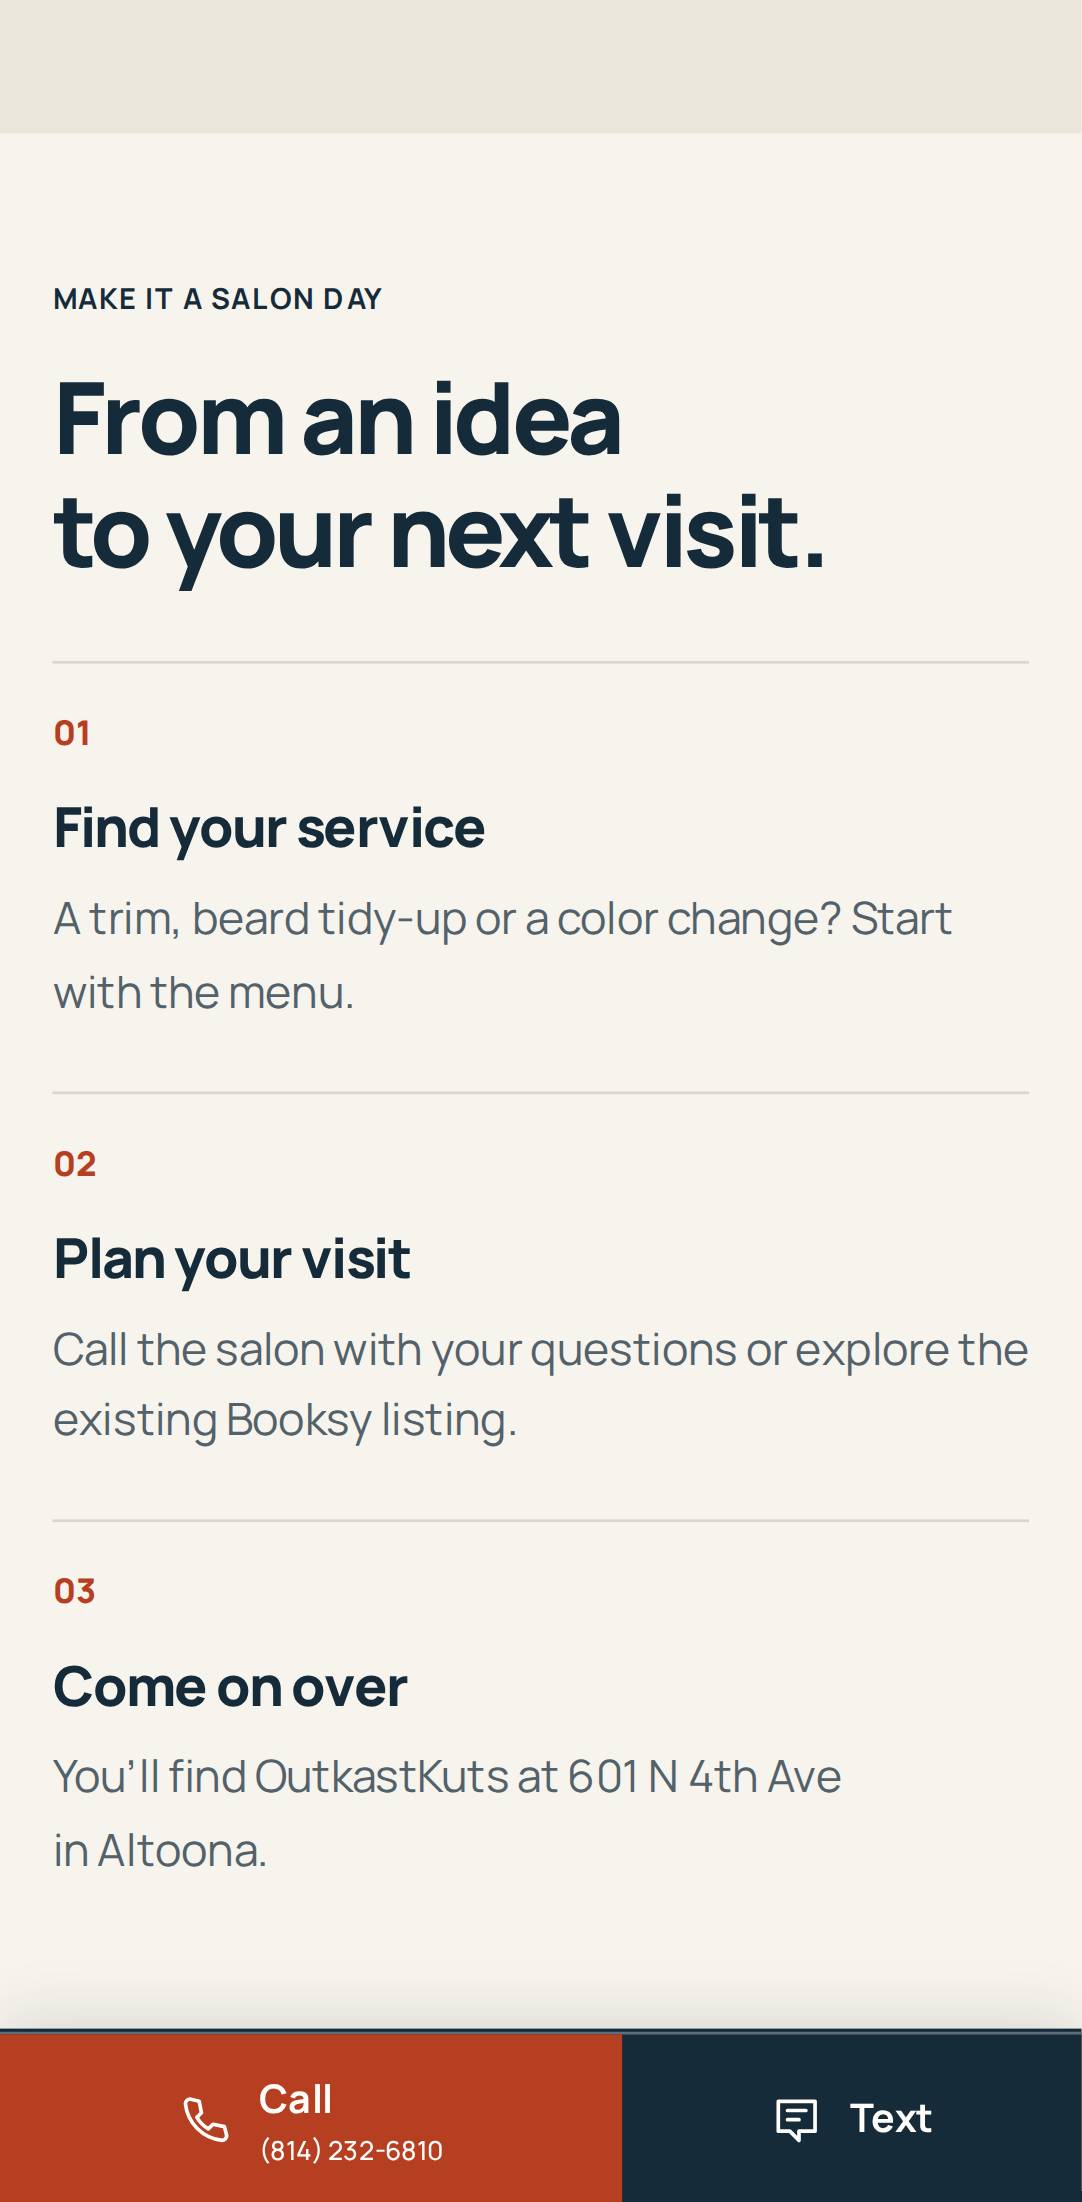 MAKE IT A SALON DAY
From an idea
to your next visit.
01
Find your service
A trim, beard tidy-up or a color change? Start
with the menu.
02
Plan your visit
Call the salon with your questions or explore the
existing Booksy listing.
03
Come on over
You’ll find OutkastKuts at 601 N 4th Ave
in Altoona.
Call
(814) 232-6810
Text